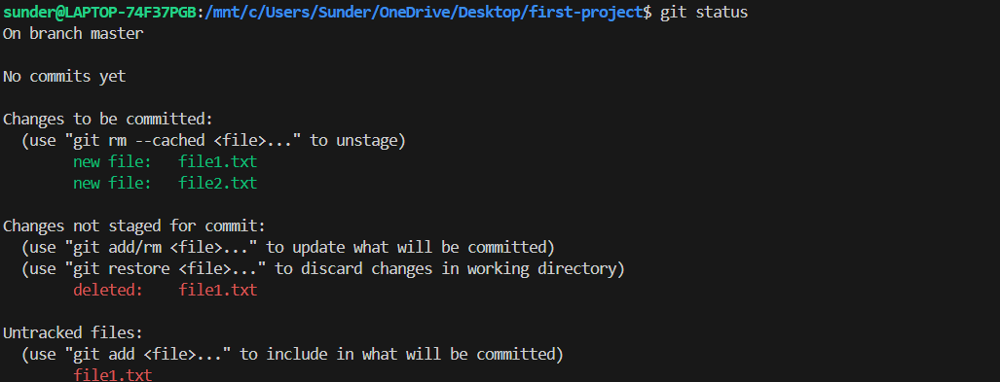 sunder@LAPTOP-74F37PGB:/mnt/c/Users/Sunder/OneDrive/Desktop/first-project$ git status
On branch master
No commits yet
Changes to be committed:
(use "git rm --cached <file>..." to unstage)
new file: file1.txt
new file: file2.txt
Changes not staged for commit:
(use "git add/rm <file>..." to update what will be committed)
(use "git restore <file>..." to discard changes in working directory)
deleted: file1.txt
Untracked files:
(use "git add <file>..." to include in what will be committed)
file1.txt